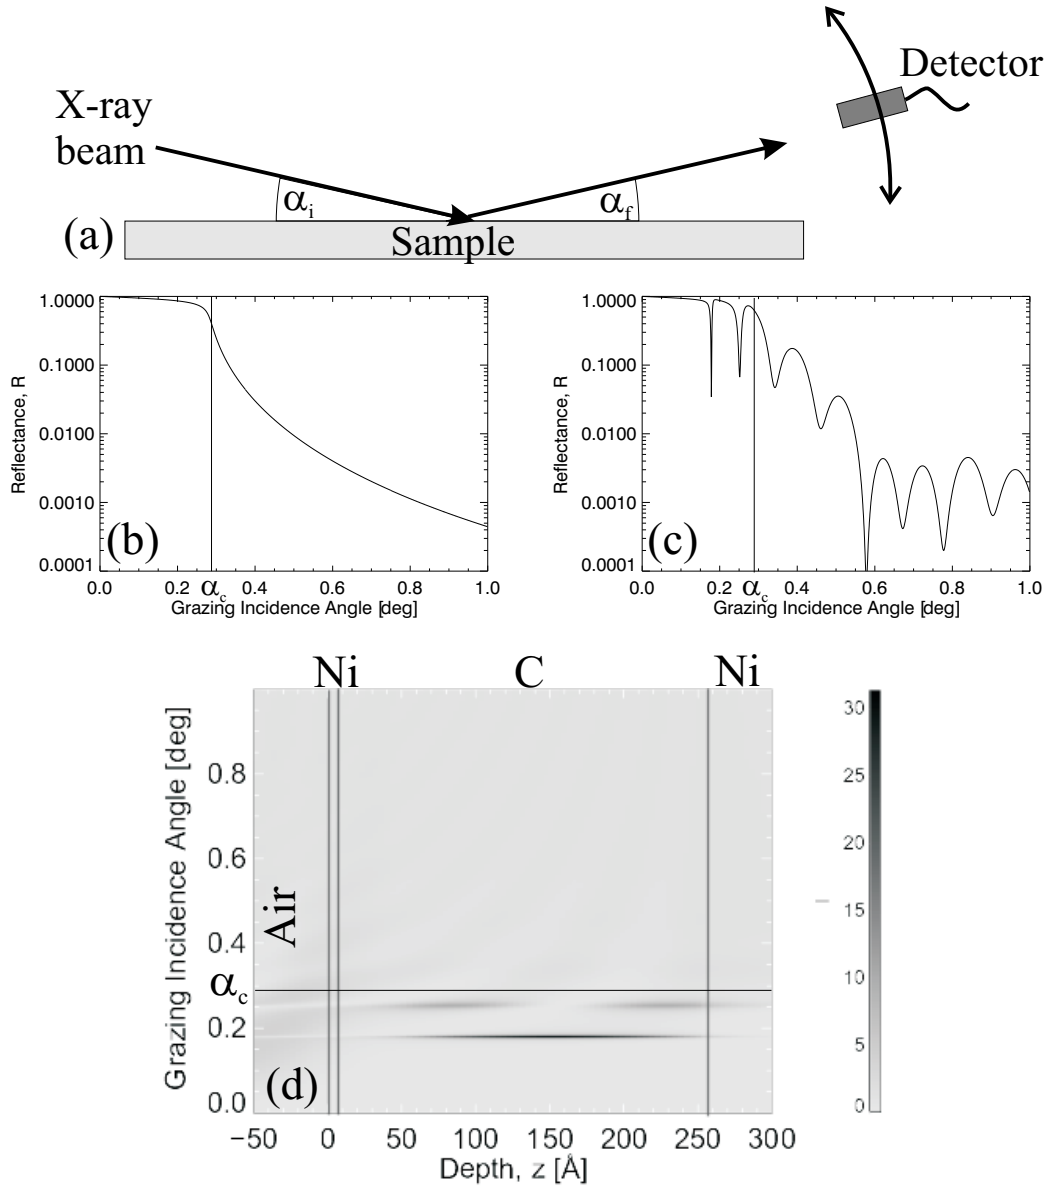 Detector
X-ray
beam
αi
αf
(a)
Sample
1.0000
0.1000
0.0100
0.0010
0.0001
Reflectance, R
(b)
0.0 0.2 αc 0.4 0.6 0.8 1.0
Grazing Incidence Angle [deg]
1.0000
0.1000
0.0100
0.0010
0.0001
Reflectance, R
(c)
0.0 0.2 αc 0.4 0.6 0.8 1.0
Grazing Incidence Angle [deg]
Ni C Ni
Grazing Incidence Angle [deg]
0.8
0.6
0.4
αc
0.2
0.0
Air
(d)
−50 0 50 100 150 200 250 300
Depth, z [Å]
30
25
20
15
10
5
0